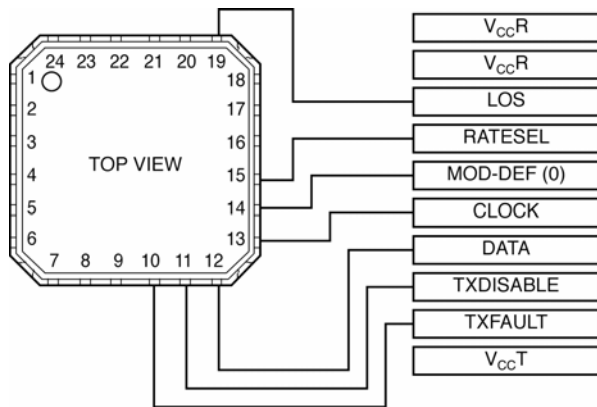 24 23 22 21 20 19
1 18
2 17
3 16
4 TOP VIEW 15
5 14
6 13
7 8 9 10 11 12
VCCR
VCCR
LOS
RATESEL
MOD-DEF (0)
CLOCK
DATA
TXDISABLE
TXFAULT
VCCT